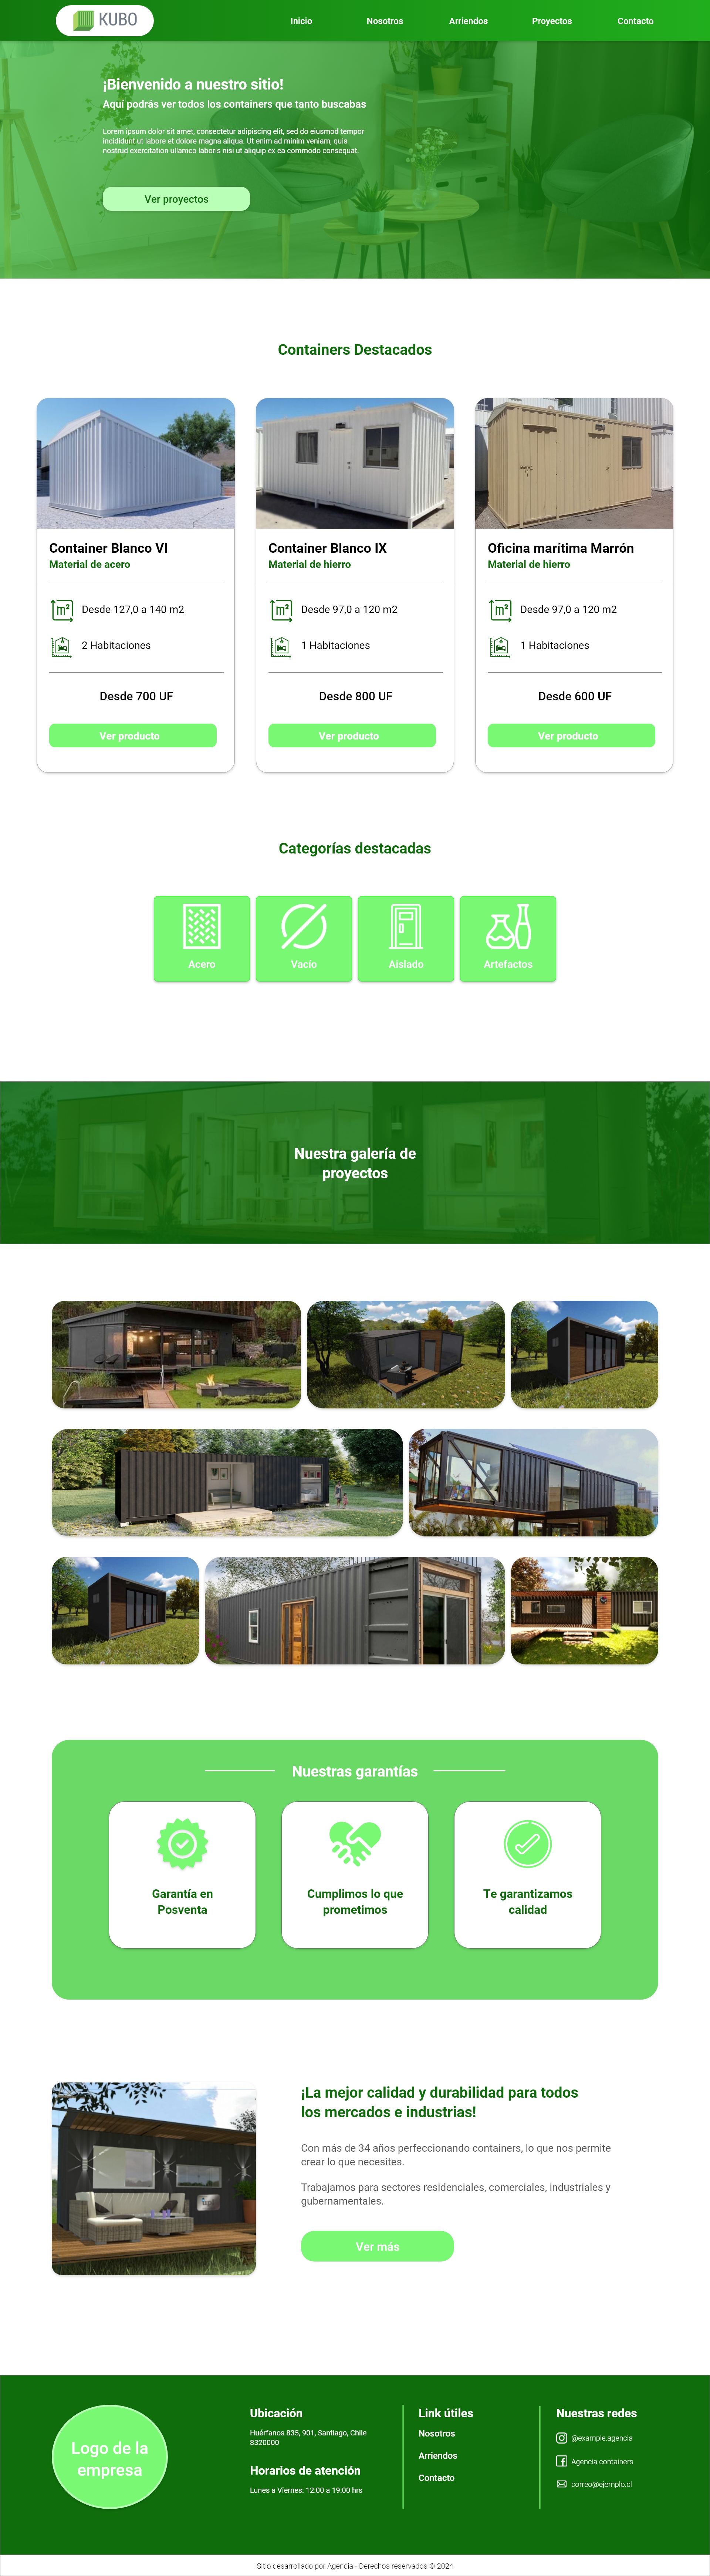 KUBO
Inicio
Nosotros
Arriendos
Proyectos
Contacto
¡Bienvenido a nuestro sitio!
Aquí podrás ver todos los containers que tanto buscabas
Lorem ipsum dolor sit amet, consectetur adipiscing elit, sed do eiusmod tempor
incididunt ut labore et dolore magna aliqua. Ut enim ad minim veniam, quis
nostrud exercitation ullamco laboris nisi ut aliquip ex ea commodo consequat.
Ver proyectos
Containers Destacados
Container Blanco VI
Material de acero
m²
Desde 127,0 a 140 m2
2 Habitaciones
Desde 700 UF
Ver producto
Container Blanco IX
Material de hierro
m²
Desde 97,0 a 120 m2
1 Habitaciones
Desde 800 UF
Ver producto
Oficina marítima Marrón
Material de hierro
m²
Desde 97,0 a 120 m2
1 Habitaciones
Desde 600 UF
Ver producto
Categorías destacadas
Acero
Vacío
Aislado
Artefactos
Nuestra galería de
proyectos
Nuestras garantías
Garantía en
Posventa
Cumplimos lo que
prometimos
Te garantizamos
calidad
¡La mejor calidad y durabilidad para todos
los mercados e industrias!
Con más de 34 años perfeccionando containers, lo que nos permite
crear lo que necesites.
Trabajamos para sectores residenciales, comerciales, industriales y
gubernamentales.
Ver más
Logo de la
empresa
Ubicación
Huérfanos 835, 901, Santiago, Chile
8320000
Horarios de atención
Lunes a Viernes: 12:00 a 19:00 hrs
Link útiles
Nosotros
Arriendos
Contacto
Nuestras redes
@example.agencia
Agencia containers
correo@ejemplo.cl
Sitio desarrollado por Agencia - Derechos reservados © 2024